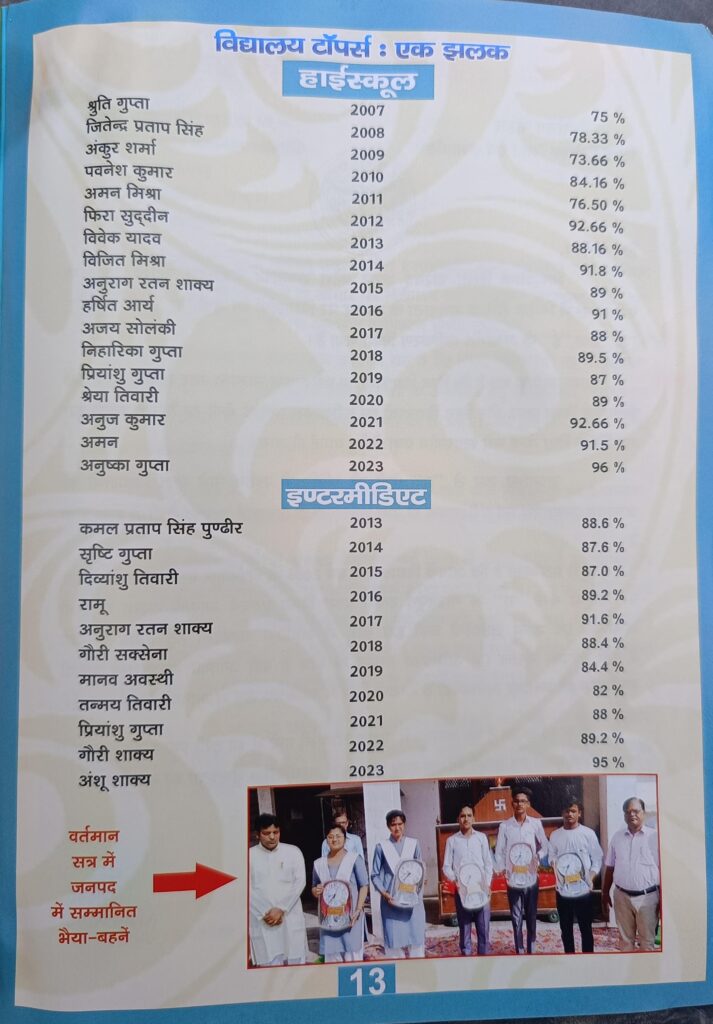 विद्यालय टॉपर्स : एक झलक
हाईस्कूल
श्रुति गुप्ता 2007 75 %
जितेन्द्र प्रताप सिंह 2008 78.33 %
अंकुर शर्मा 2009 73.66 %
पवनेश कुमार 2010 84.16 %
अमन मिश्रा 2011 76.50 %
फिरा सुद्दीन 2012 92.66 %
विवेक यादव 2013 88.16 %
विजित मिश्रा 2014 91.8 %
अनुराग रतन शाक्य 2015 89 %
हर्षित आर्य 2016 91 %
अजय सोलंकी 2017 88 %
निहारिका गुप्ता 2018 89.5 %
प्रियांशु गुप्ता 2019 87 %
श्रेया तिवारी 2020 89 %
अनुज कुमार 2021 92.66 %
अमन 2022 91.5 %
अनुष्का गुप्ता 2023 96 %
इण्टरमीडिएट
कमल प्रताप सिंह पुण्ढीर 2013 88.6 %
सृष्टि गुप्ता 2014 87.6 %
दिव्यांशु तिवारी 2015 87.0 %
रामू 2016 89.2 %
अनुराग रतन शाक्य 2017 91.6 %
गौरी सक्सेना 2018 88.4 %
मानव अवस्थी 2019 84.4 %
तन्मय तिवारी 2020 82 %
प्रियांशु गुप्ता 2021 88 %
गौरी शाक्य 2022 89.2 %
अंशू शाक्य 2023 95 %
वर्तमान
सत्र में
जनपद
में सम्मानित
भैया-बहनें
13